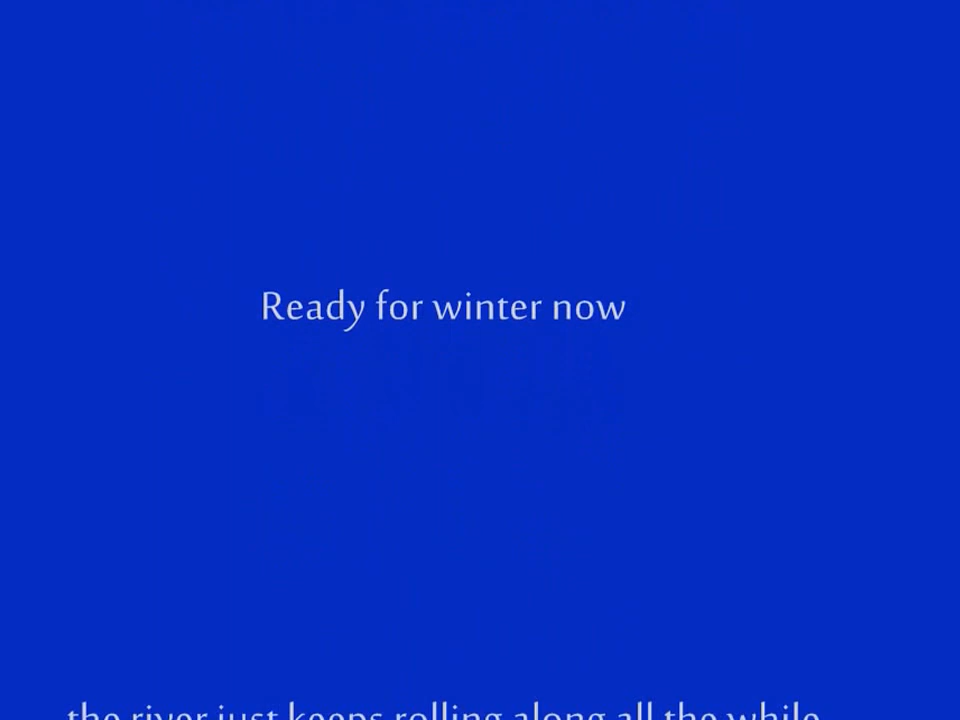 Ready for winter now
the river just keeps rolling along all the while